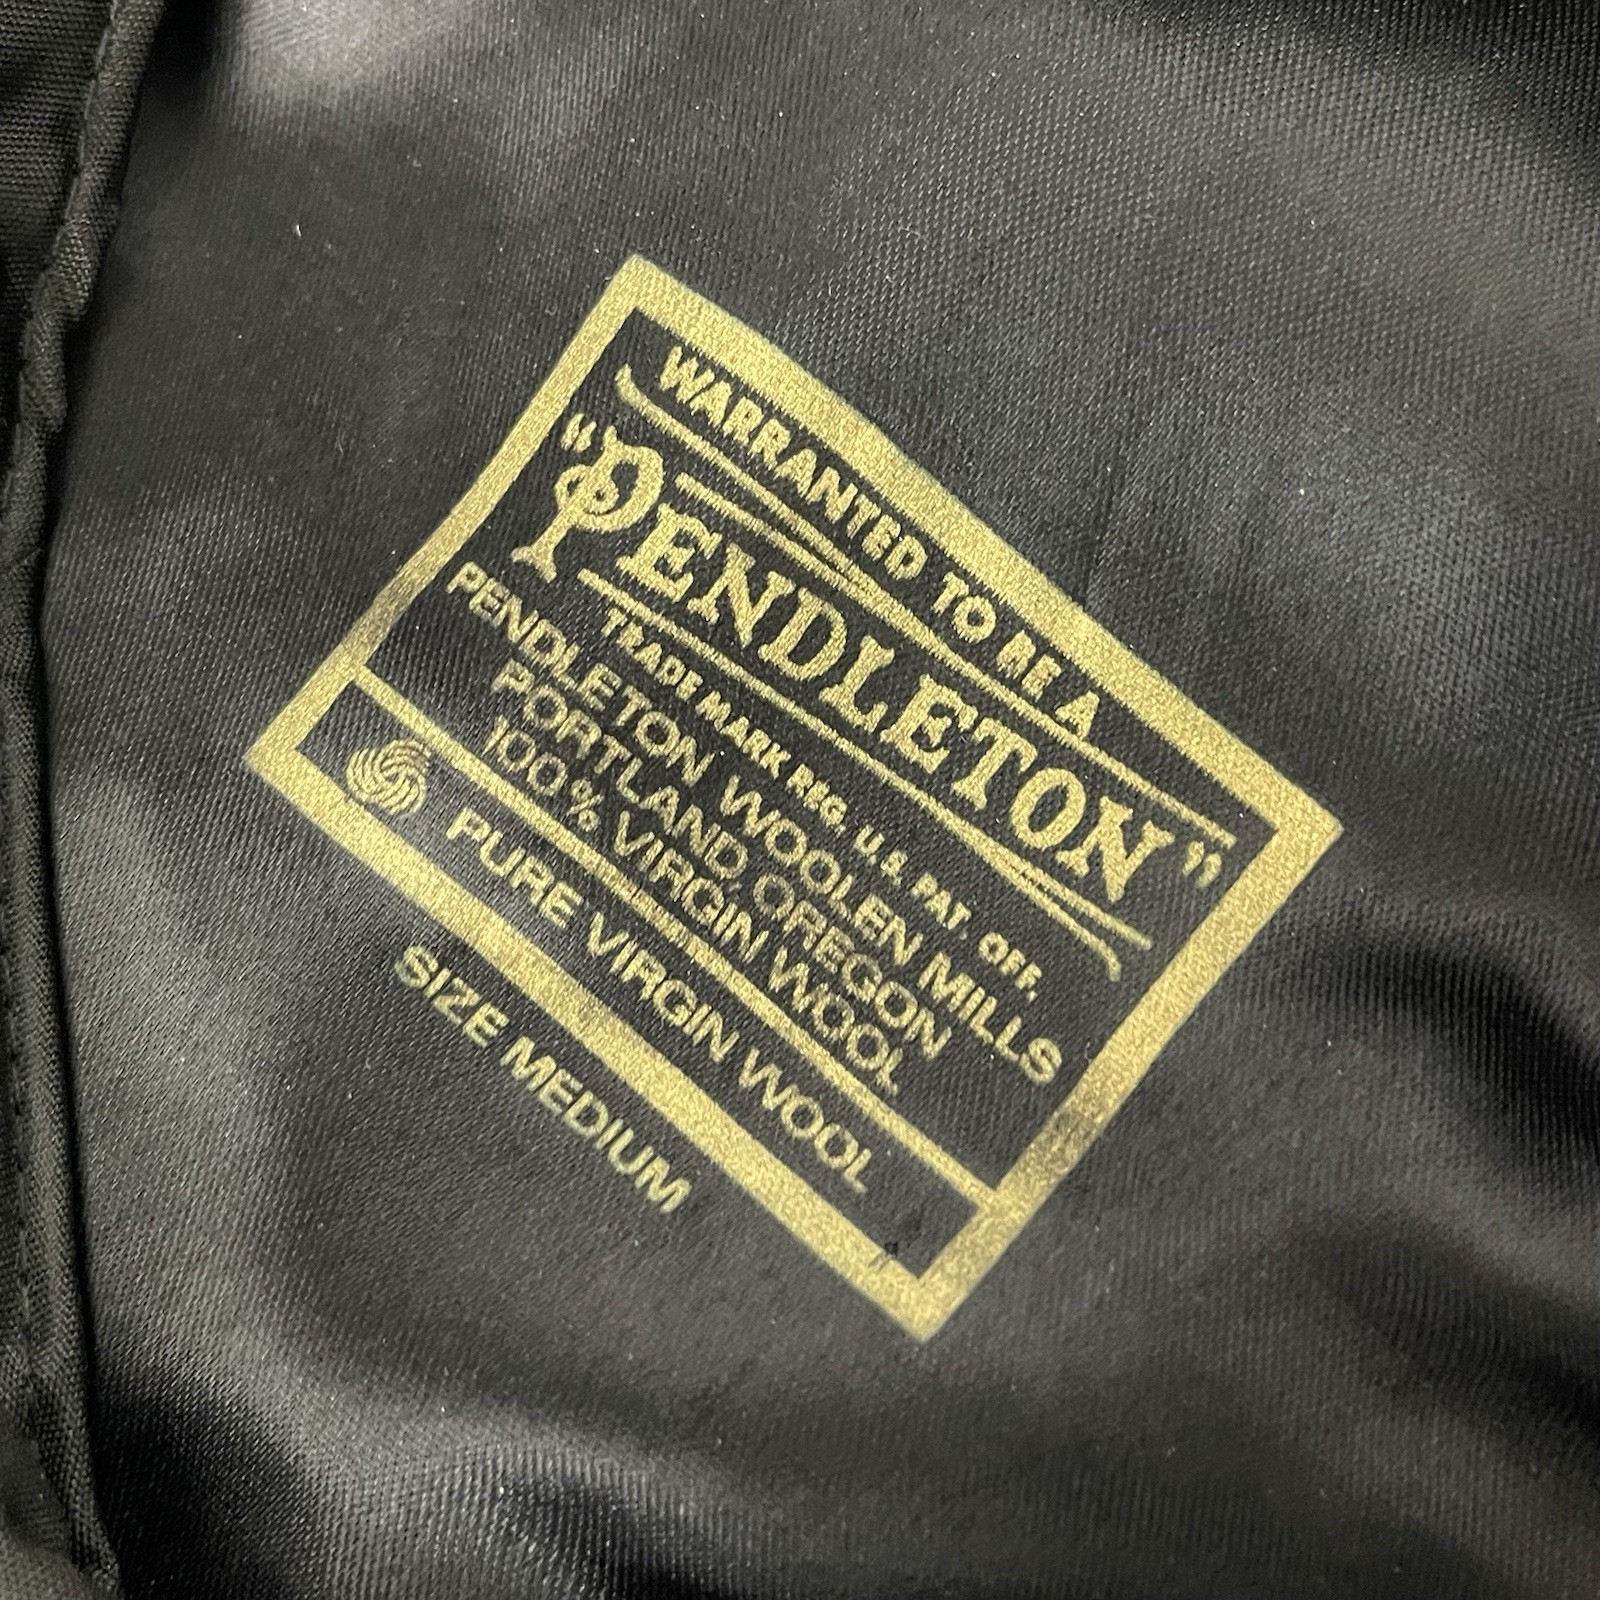 WARRANTED TO BE A
"PENDLETON"
TRADE MARK REG. U.S. PAT. OFF.
PENDLETON WOOLEN MILLS
PORTLAND, OREGON
100% VIRGIN WOOL
PURE VIRGIN WOOL
SIZE MEDIUM